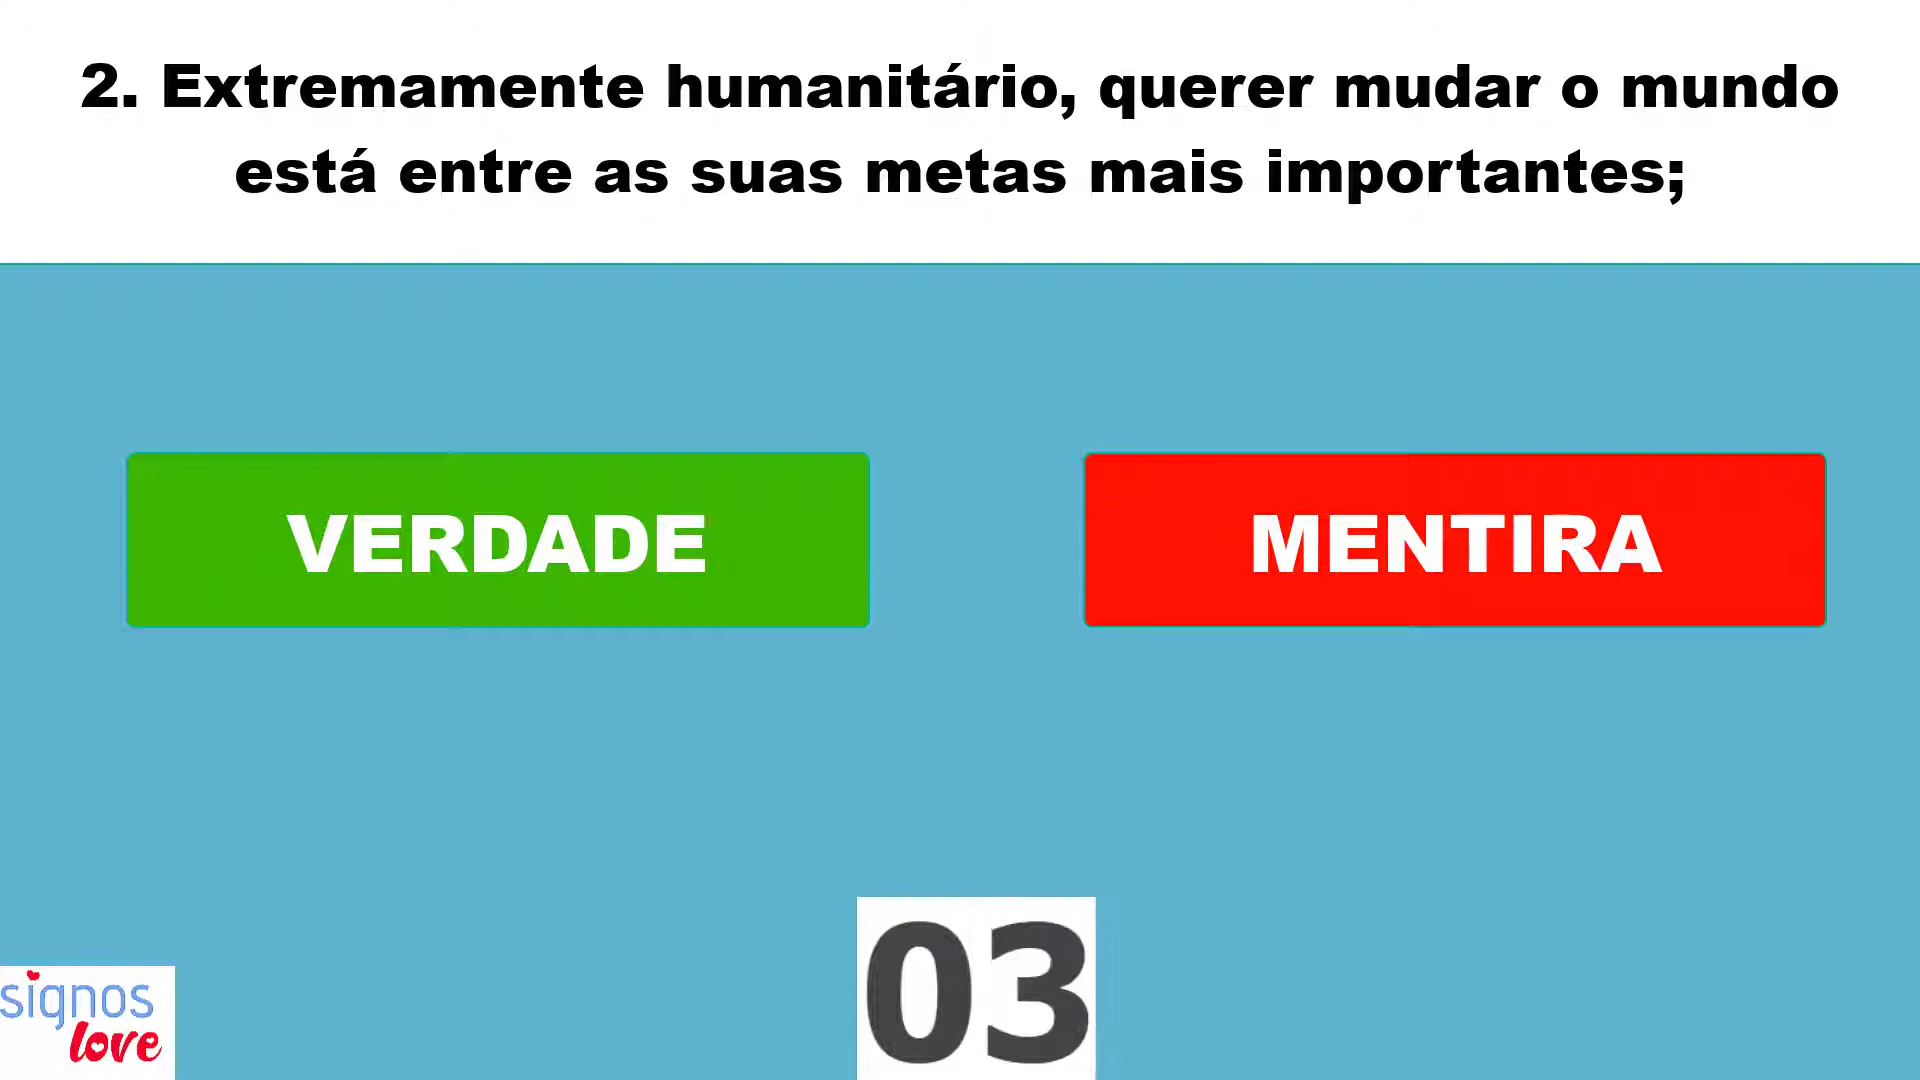 2. Extremamente humanitário, querer mudar o mundo
está entre as suas metas mais importantes;
VERDADE
MENTIRA
03
signos
love